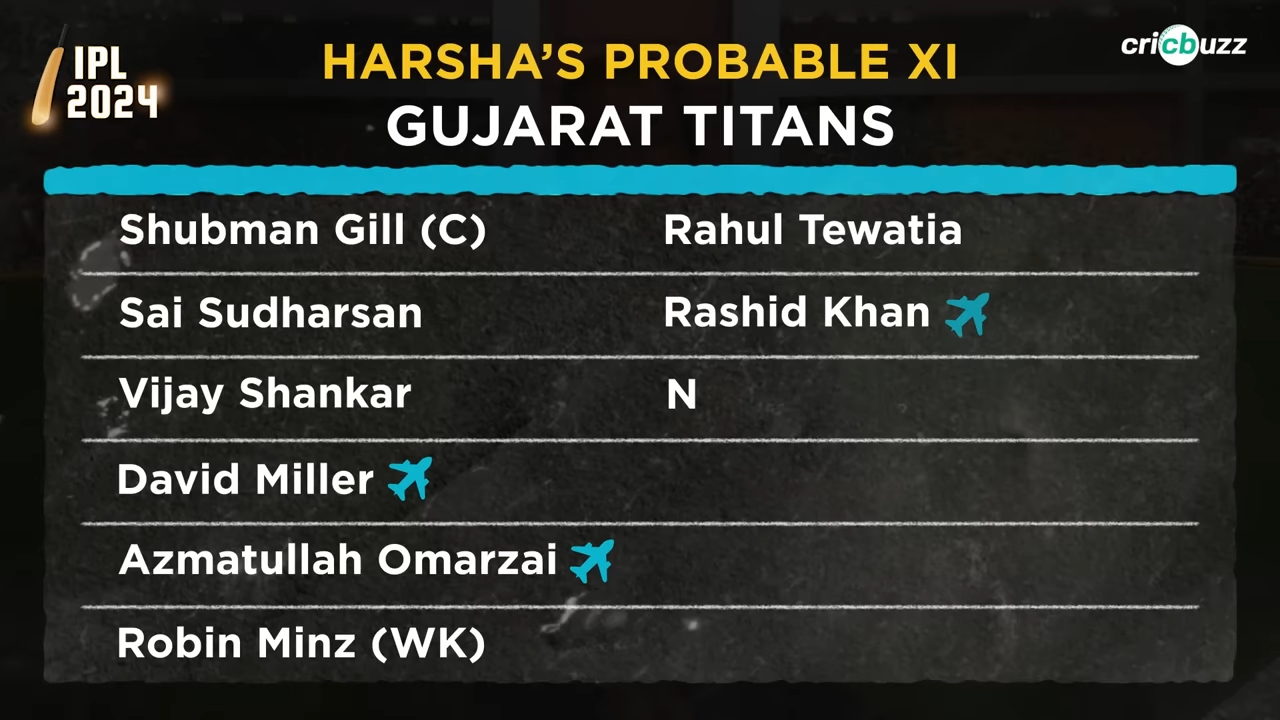 IPL
2024
HARSHA'S PROBABLE XI
GUJARAT TITANS
cricbuzz
Shubman Gill (C)
Sai Sudharsan
Vijay Shankar
David Miller
Azmatullah Omarzai
Robin Minz (WK)
Rahul Tewatia
Rashid Khan
N